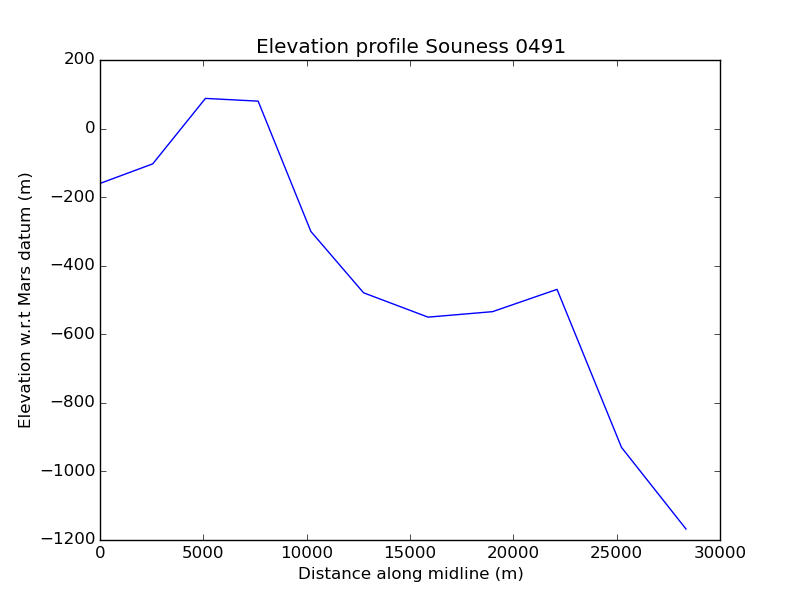 Elevation profile Souness 0491
200
0
−200
−400
−600
−800
−1000
−1200
Elevation w.r.t Mars datum (m)
0 5000 10000 15000 20000 25000 30000
Distance along midline (m)